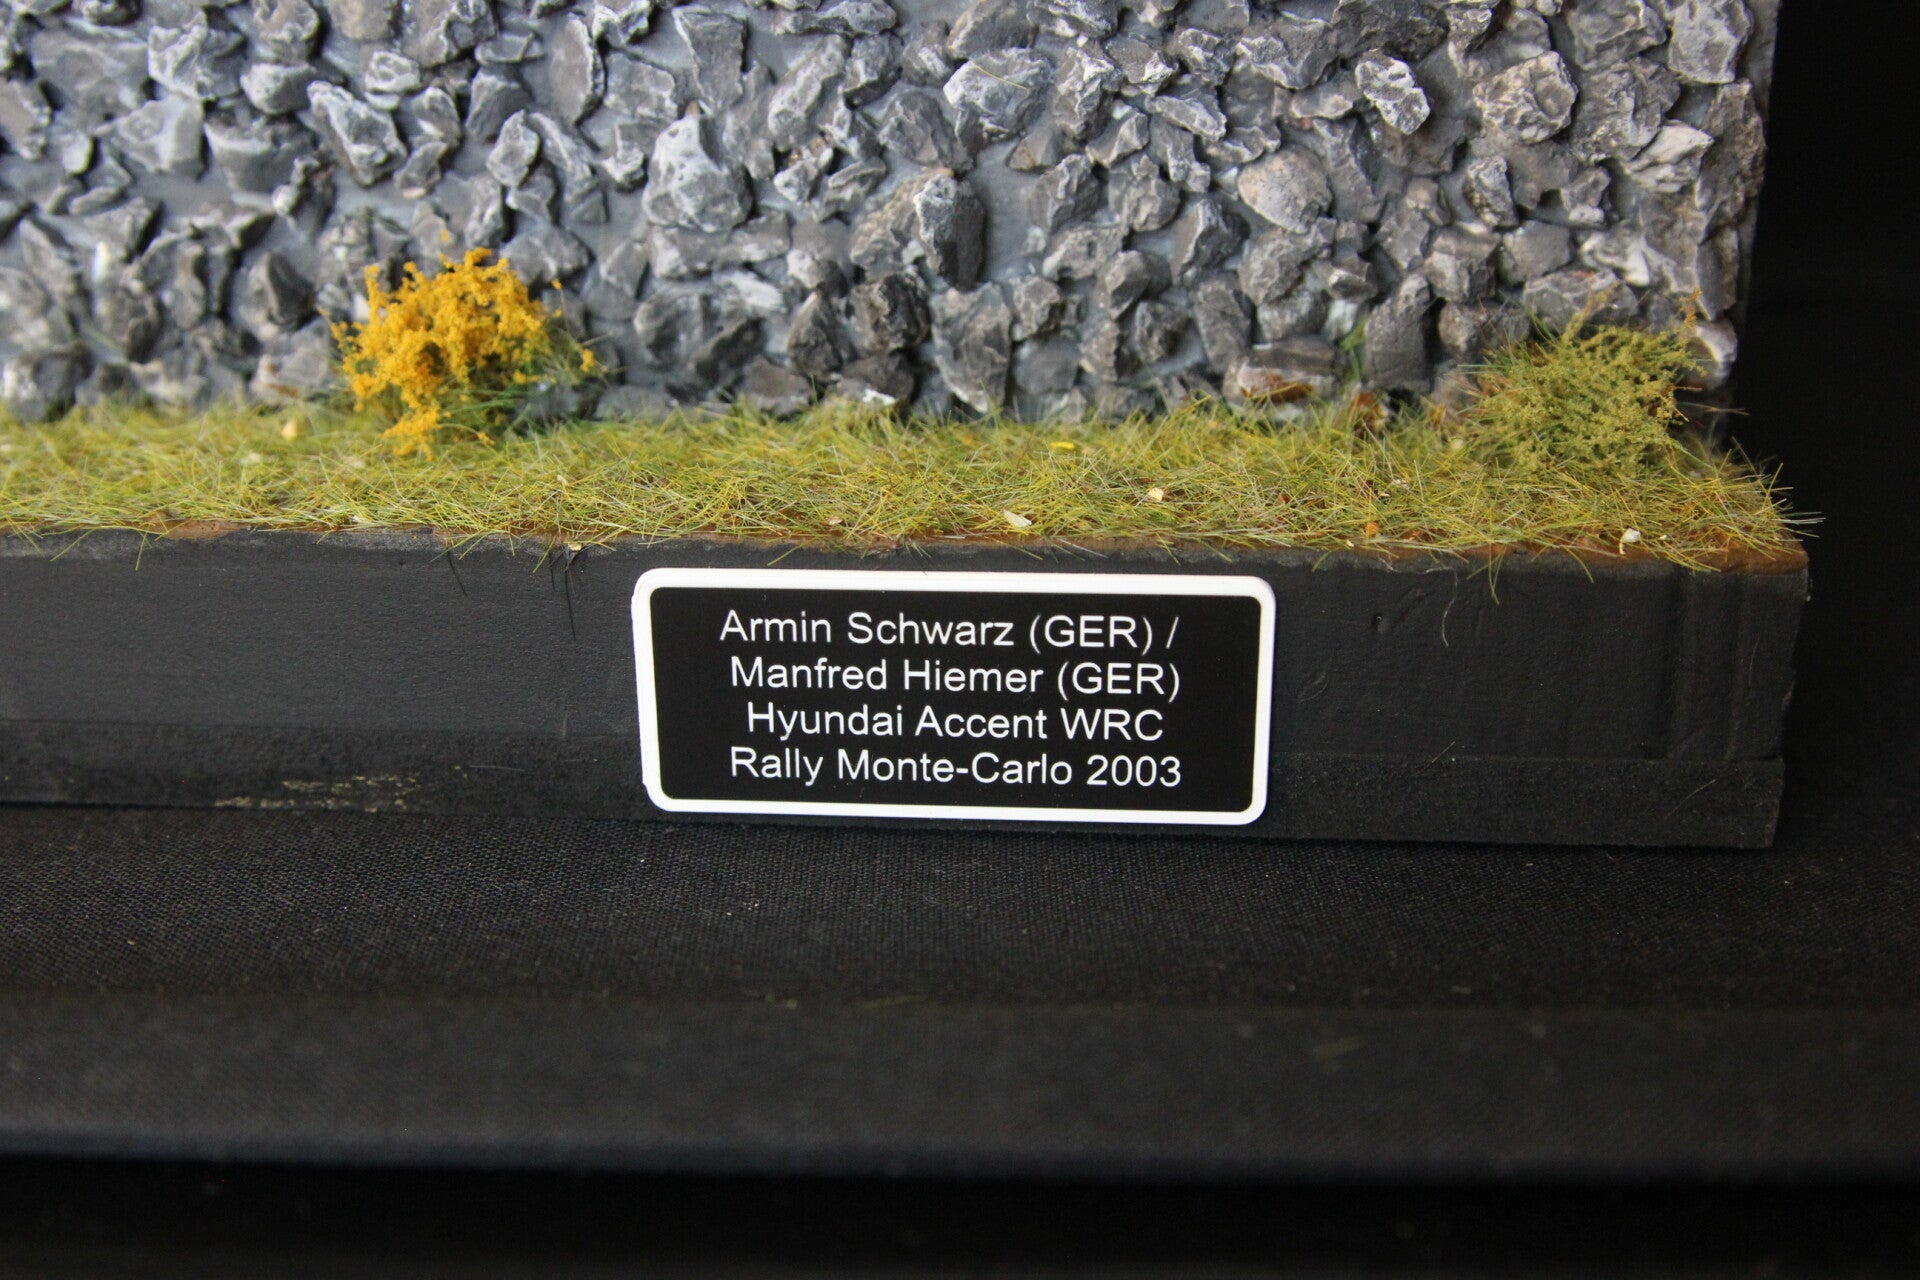 Armin Schwarz (GER) /
Manfred Hiemer (GER)
Hyundai Accent WRC
Rally Monte-Carlo 2003